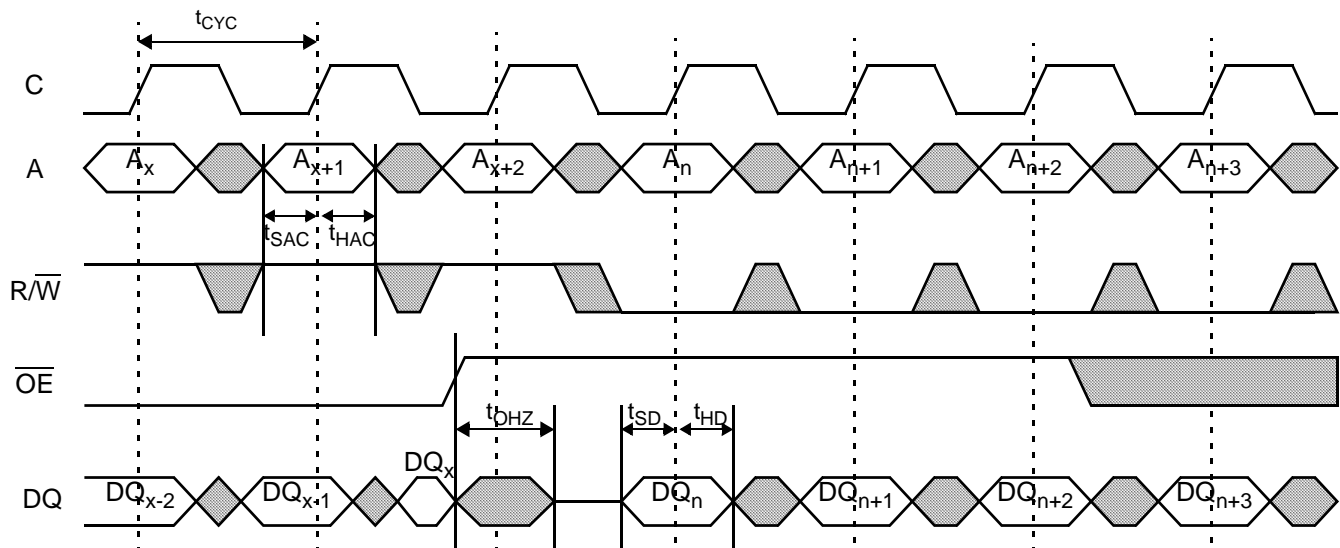 tCYC
C
A Ax Ax+1 Ax+2 An An+1 An+2 An+3
tSAC tHAC
R/W̅
O̅E̅
tOHZ tSD tHD
DQx
DQ DQx-2 DQx-1 DQn DQn+1 DQn+2 DQn+3